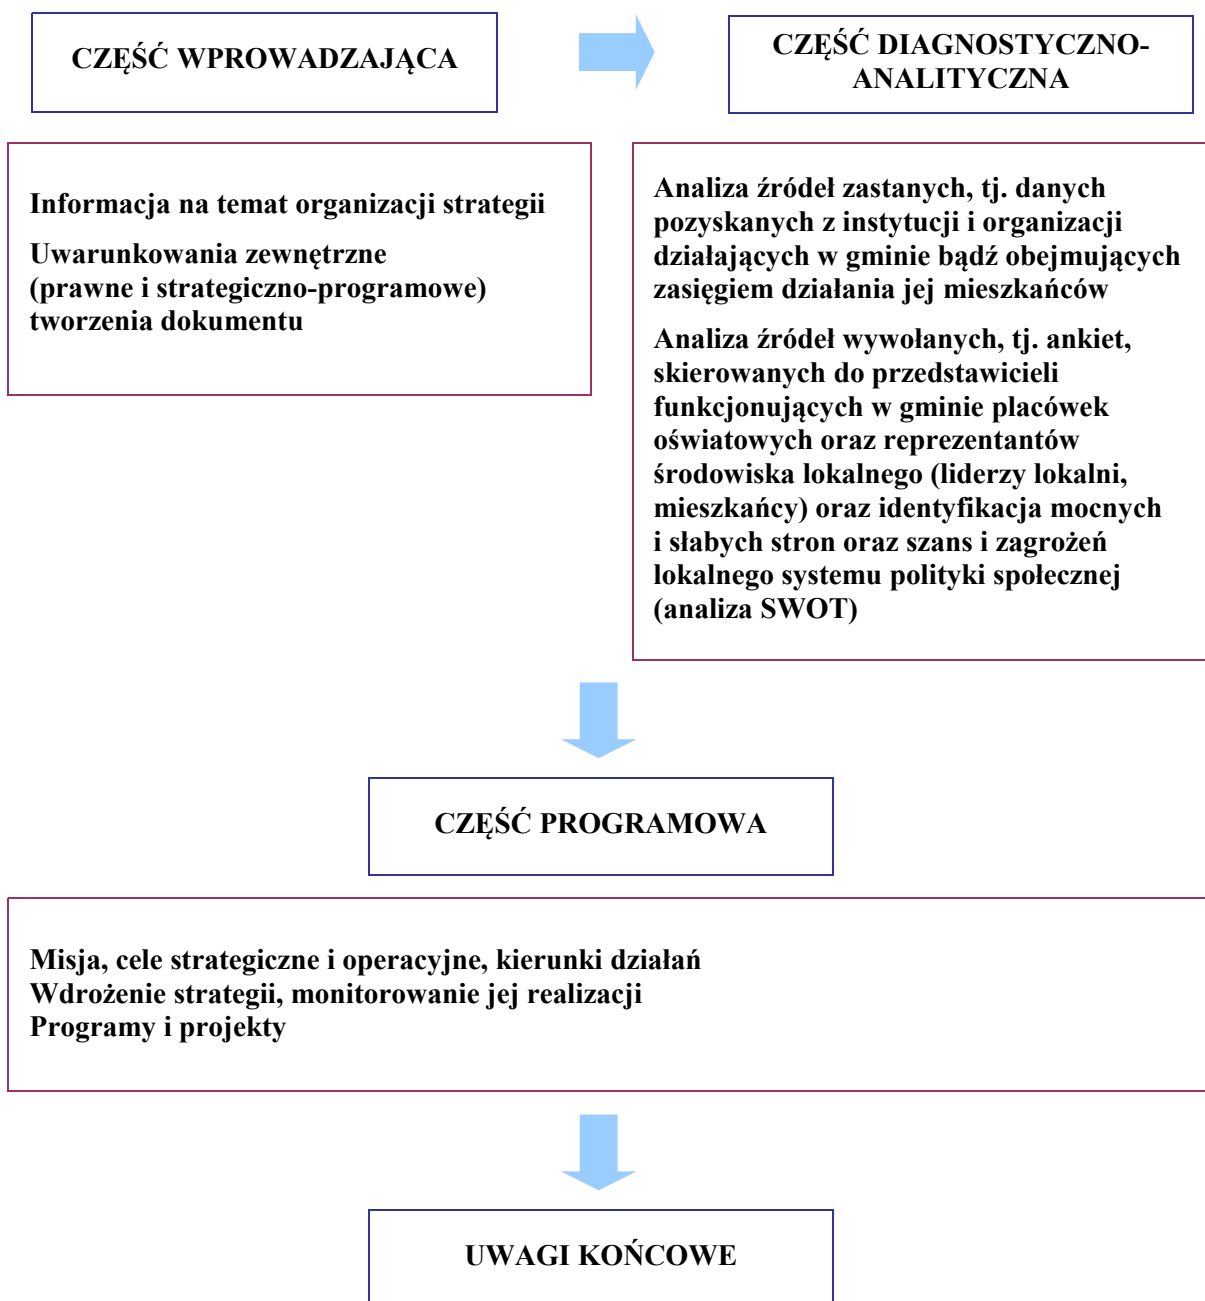 CZĘŚĆ WPROWADZAJĄCA
CZĘŚĆ DIAGNOSTYCZNO-
ANALITYCZNA
Informacja na temat organizacji strategii
Uwarunkowania zewnętrzne
(prawne i strategiczno-programowe)
tworzenia dokumentu
Analiza źródeł zastanych, tj. danych
pozyskanych z instytucji i organizacji
działających w gminie bądź obejmujących
zasięgiem działania jej mieszkańców
Analiza źródeł wywołanych, tj. ankiet,
skierowanych do przedstawicieli
funkcjonujących w gminie placówek
oświatowych oraz reprezentantów
środowiska lokalnego (liderzy lokalni,
mieszkańcy) oraz identyfikacja mocnych
i słabych stron oraz szans i zagrożeń
lokalnego systemu polityki społecznej
(analiza SWOT)
CZĘŚĆ PROGRAMOWA
Misja, cele strategiczne i operacyjne, kierunki działań
Wdrożenie strategii, monitorowanie jej realizacji
Programy i projekty
UWAGI KOŃCOWE